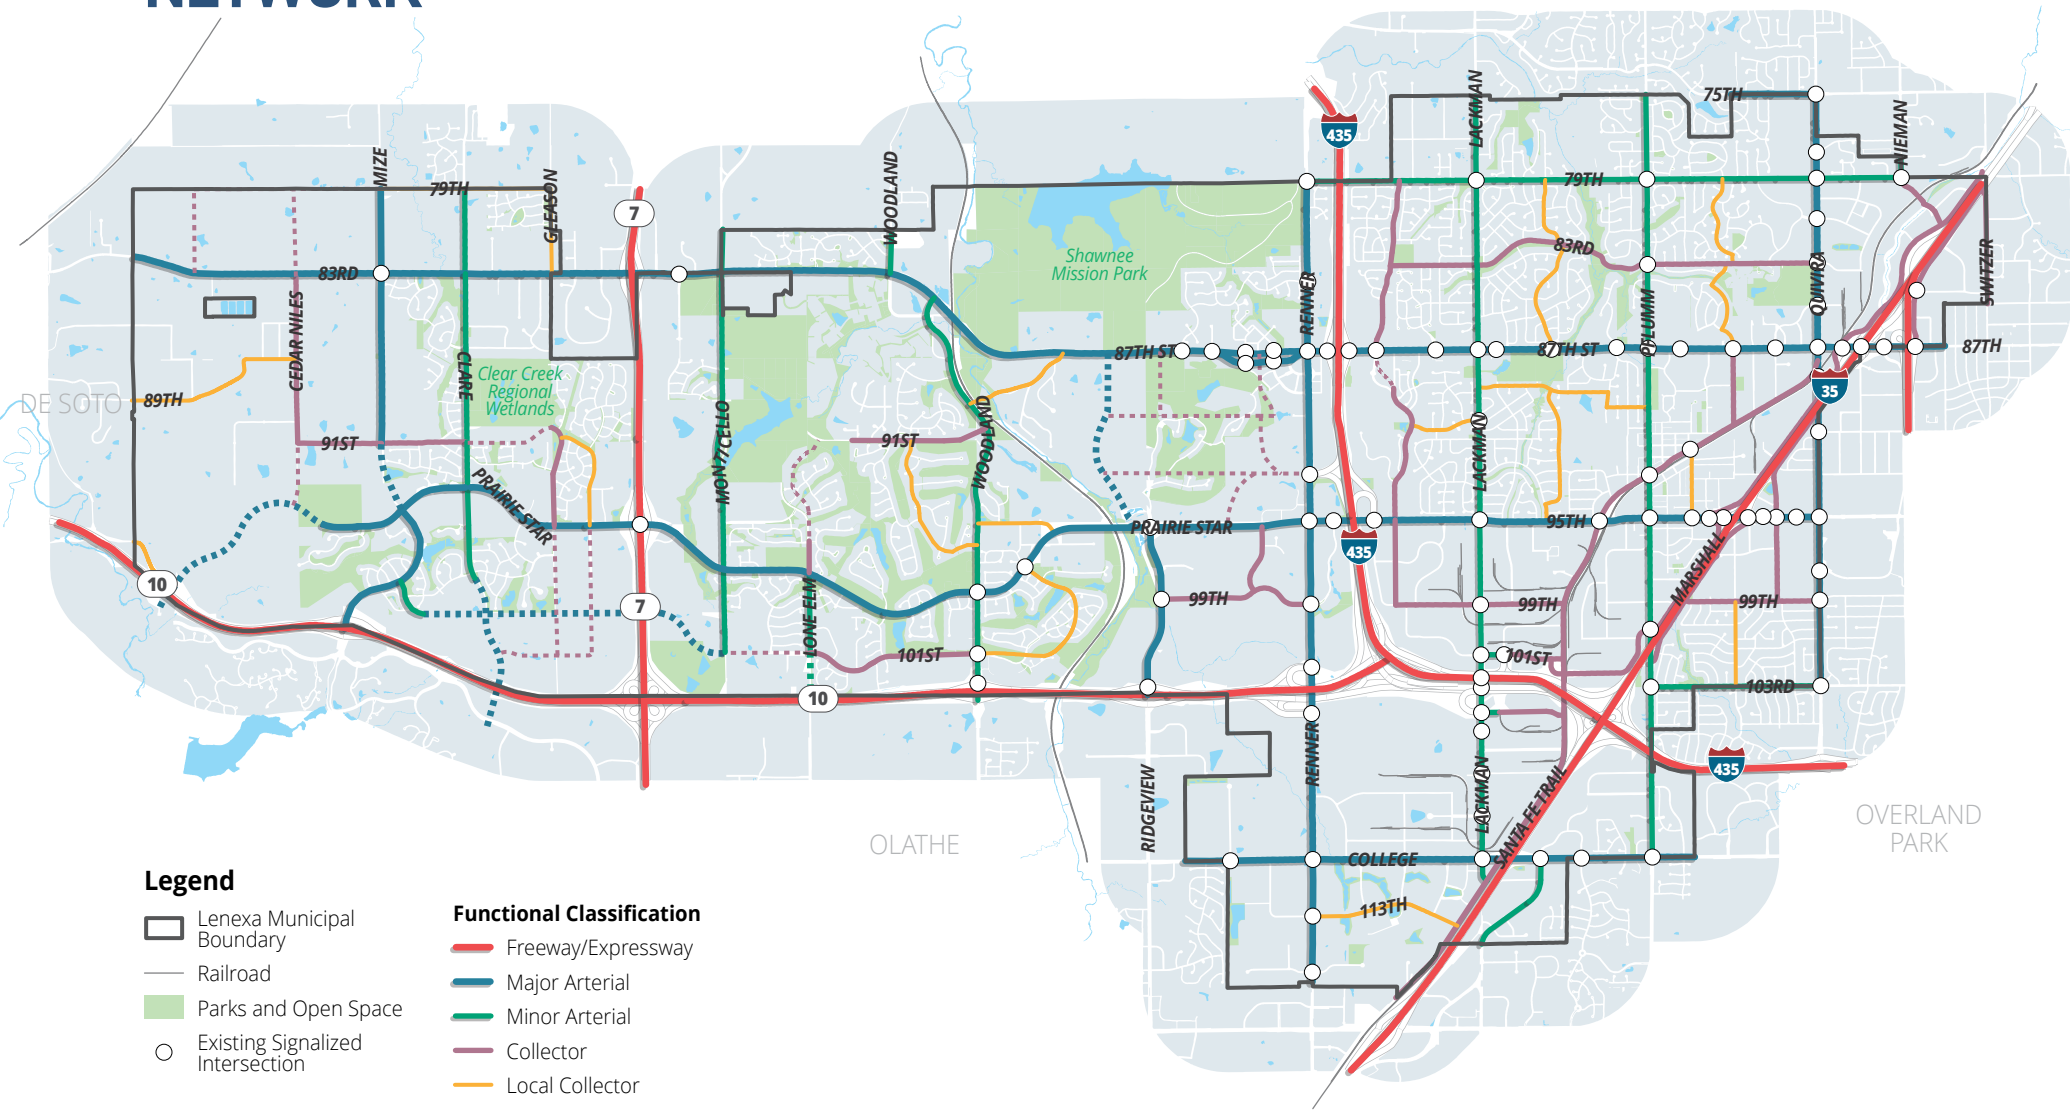 NETWORK
75TH
LACKMAN
NIEMAN
435
MIZE
79TH
GLEASON
WOODLAND
79TH
7
Shawnee
Mission Park
83RD
SWITZER
83RD
QUIVIRA
RENNER
CEDAR NILES
PFLUMM
87TH ST
87TH ST
87TH
CLARE
Clear Creek
Regional
Wetlands
35
DE SOTO
89TH
MONTICELLO
WOODLAND
LACKMAN
91ST
91ST
PRAIRIE STAR
PRAIRIE STAR
95TH
435
MARSHALL
10
7
LONE ELM
99TH
99TH
99TH
101ST
101ST
103RD
10
RENNER
435
RIDGEVIEW
LACKMAN
SANTA FE TRAIL
OVERLAND
PARK
OLATHE
COLLEGE
113TH
Legend
Lenexa Municipal
Boundary
Railroad
Parks and Open Space
Existing Signalized
Intersection
Functional Classification
Freeway/Expressway
Major Arterial
Minor Arterial
Collector
Local Collector